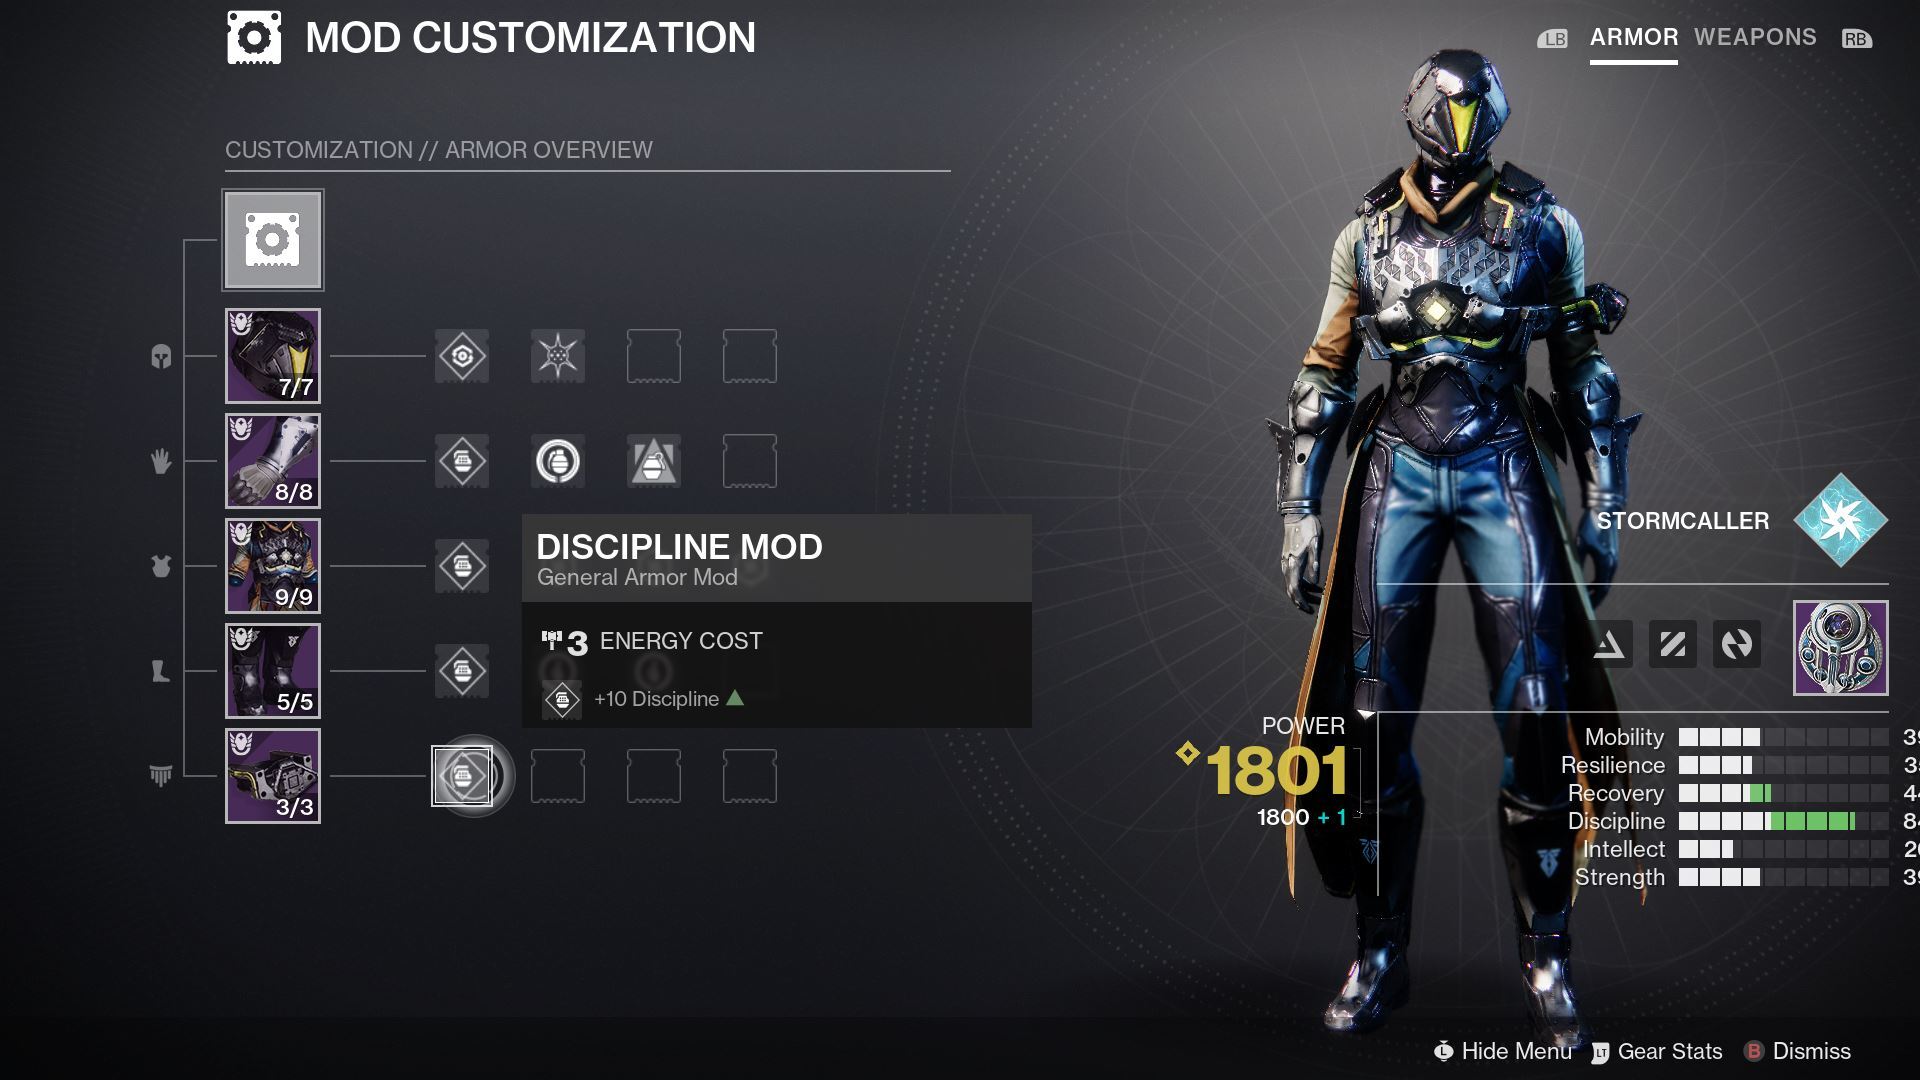 MOD CUSTOMIZATION
LB ARMOR WEAPONS RB
CUSTOMIZATION // ARMOR OVERVIEW
7/7
8/8
DISCIPLINE MOD
General Armor Mod
9/9
3 ENERGY COST
+10 Discipline
5/5
3/3
STORMCALLER
POWER
1801
1800 + 1
Mobility
Resilience
Recovery
Discipline
Intellect
Strength
L Hide Menu LT Gear Stats B Dismiss